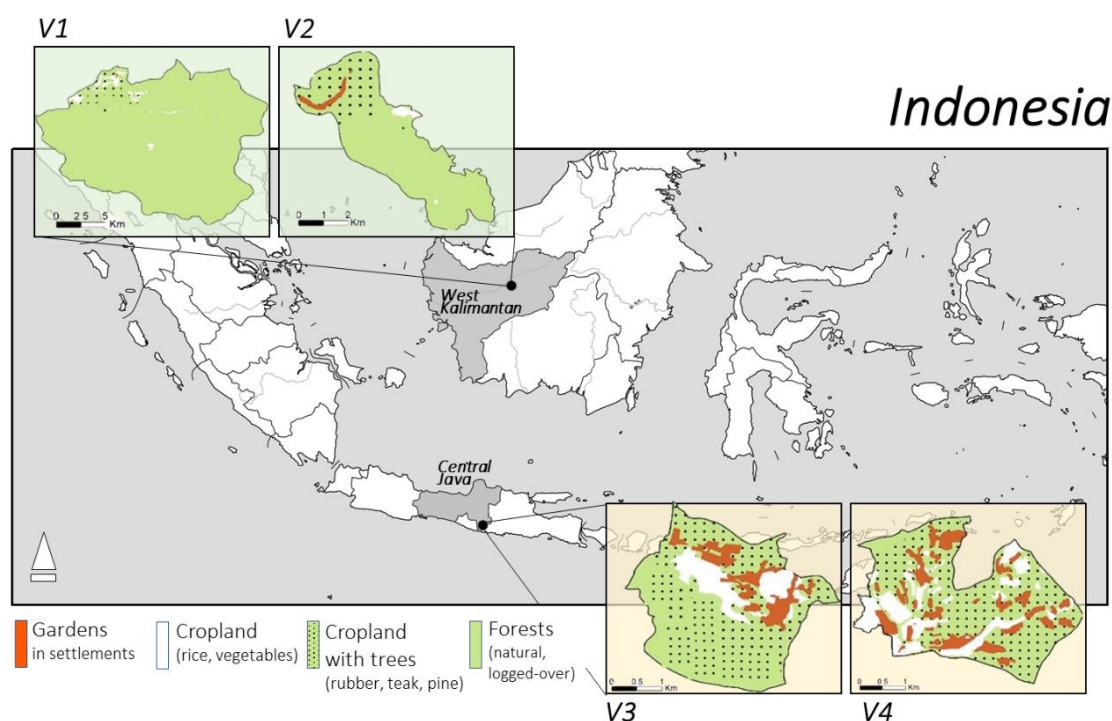 V1
V2
Indonesia
0 2.5 5
Km
0 1 2
Km
West
Kalimantan
Central
Java
0 0.5 1
Km
0 0.5 1
Km
V3
V4
Gardens
in settlements
Cropland
(rice, vegetables)
Cropland
with trees
(rubber, teak, pine)
Forests
(natural,
logged-over)